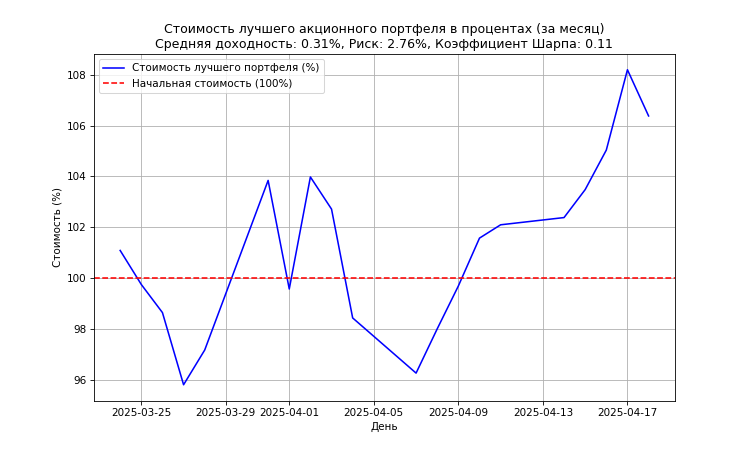 Стоимость лучшего акционного портфеля в процентах (за месяц)
Средняя доходность: 0.31%, Риск: 2.76%, Коэффициент Шарпа: 0.11
Стоимость лучшего портфеля (%)
Начальная стоимость (100%)
Стоимость (%)
108
106
104
102
100
98
96
2025-03-25
2025-03-29
2025-04-01
2025-04-05
2025-04-09
2025-04-13
2025-04-17
День